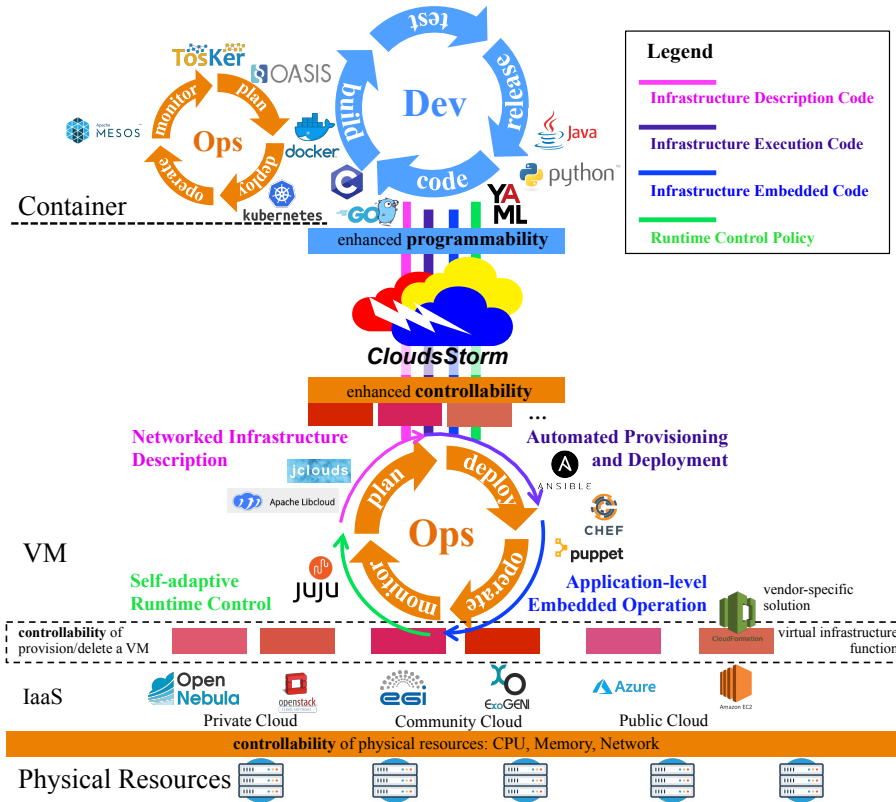 TosKer
OASIS
monitor
plan
deploy
operate
Ops
Apache
MESOS™
docker
kubernetes
Container
test
release
code
build
Dev
Java
python™
C
GO
YAML
Legend
Infrastructure Description Code
Infrastructure Execution Code
Infrastructure Embedded Code
Runtime Control Policy
enhanced programmability
CloudsStorm
enhanced controllability
...
Networked Infrastructure
Description
Automated Provisioning
and Deployment
jclouds
Apache Libcloud
ANSIBLE
CHEF
puppet
plan
deploy
operate
monitor
Ops
VM
JUJU
Self-adaptive
Runtime Control
Application-level
Embedded Operation
vendor-specific
solution
CloudFormation
controllability of
provision/delete a VM
virtual infrastructure
function
IaaS
Open
Nebula
openstack
CLOUD SOFTWARE
eGI
ExoGENI
Azure
Amazon EC2
Private Cloud
Community Cloud
Public Cloud
controllability of physical resources: CPU, Memory, Network
Physical Resources